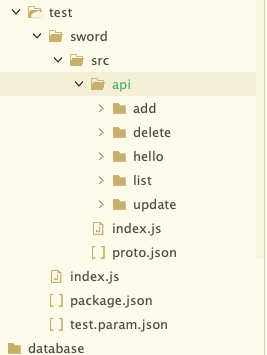 test
sword
src
api
add
delete
hello
list
update
index.js
proto.json
index.js
package.json
test.param.json
database